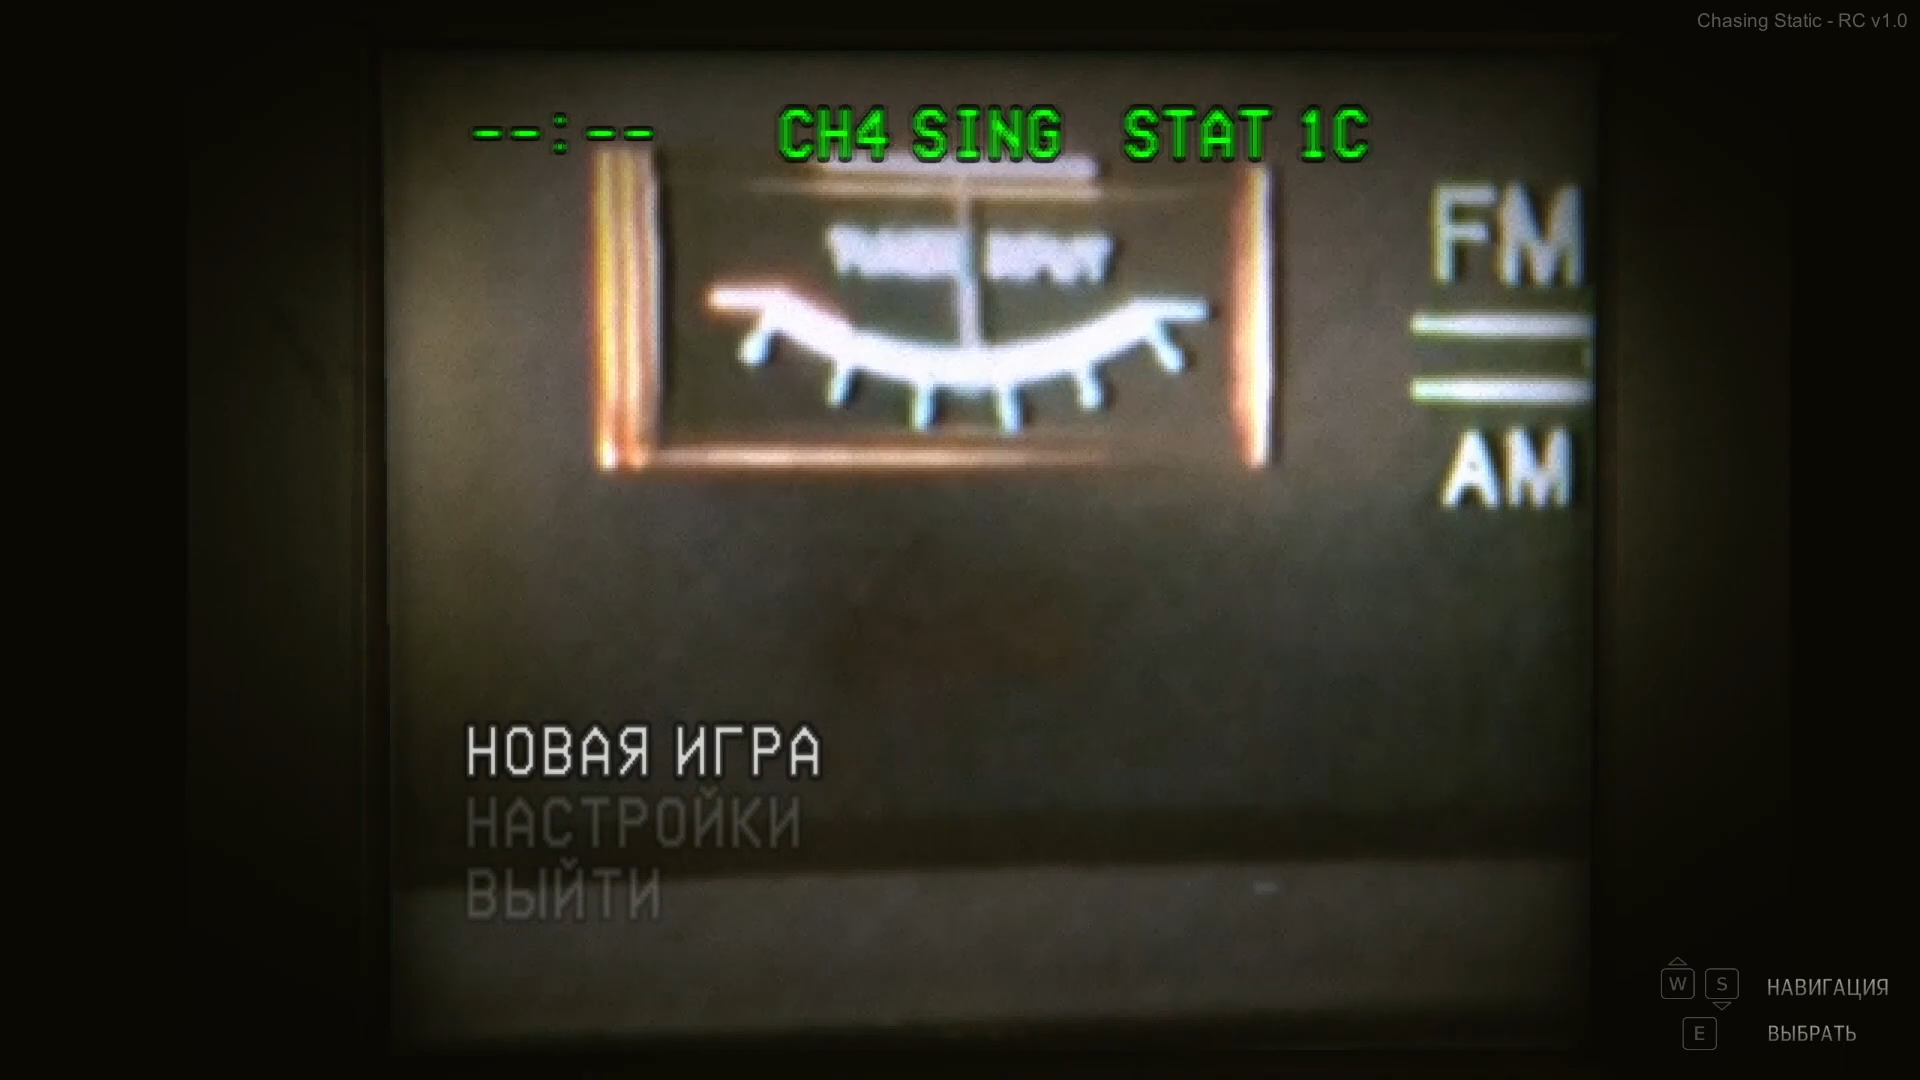 Chasing Static - RC v1.0
--:-- CH4 SING STAT 1C
FM
AM
НОВАЯ ИГРА
НАСТРОЙКИ
ВЫЙТИ
W S НАВИГАЦИЯ
E ВЫБРАТЬ